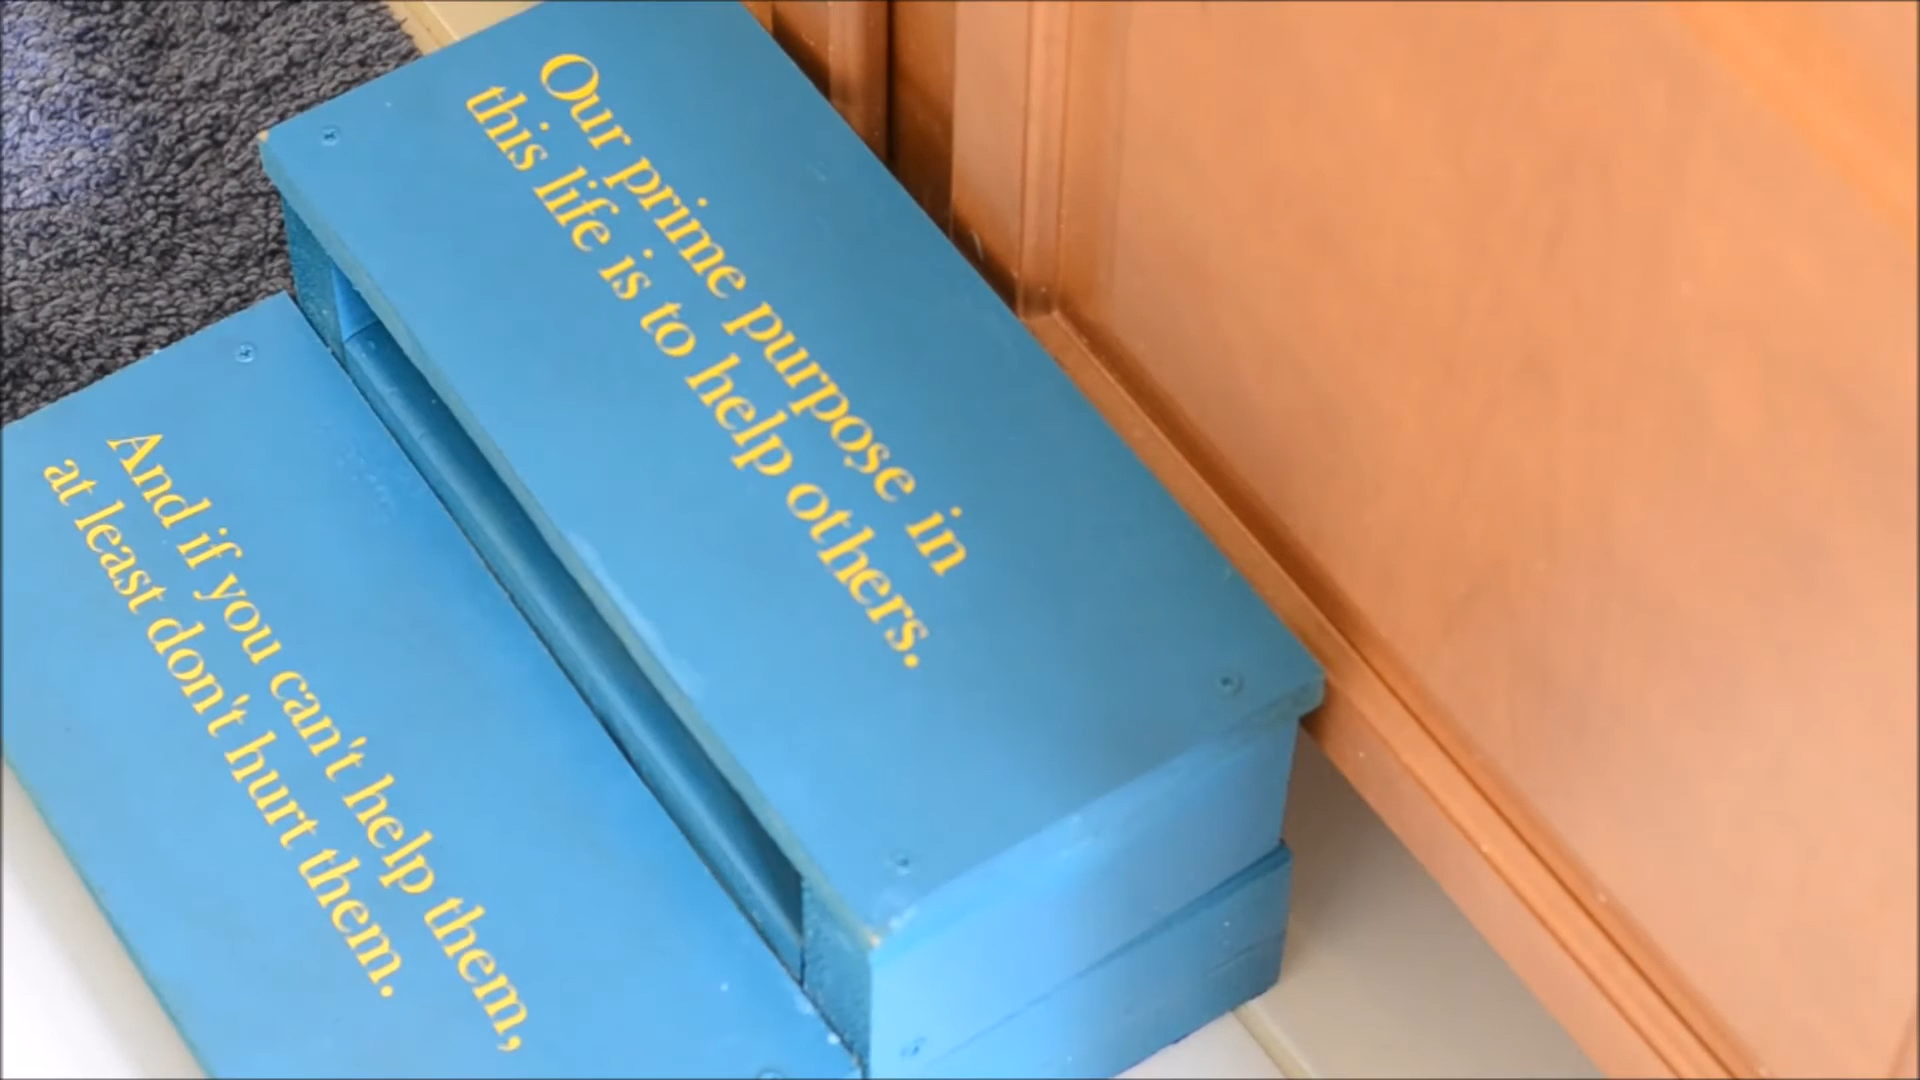 Our prime purpose in
this life is to help others.
And if you can't help them,
at least don't hurt them.